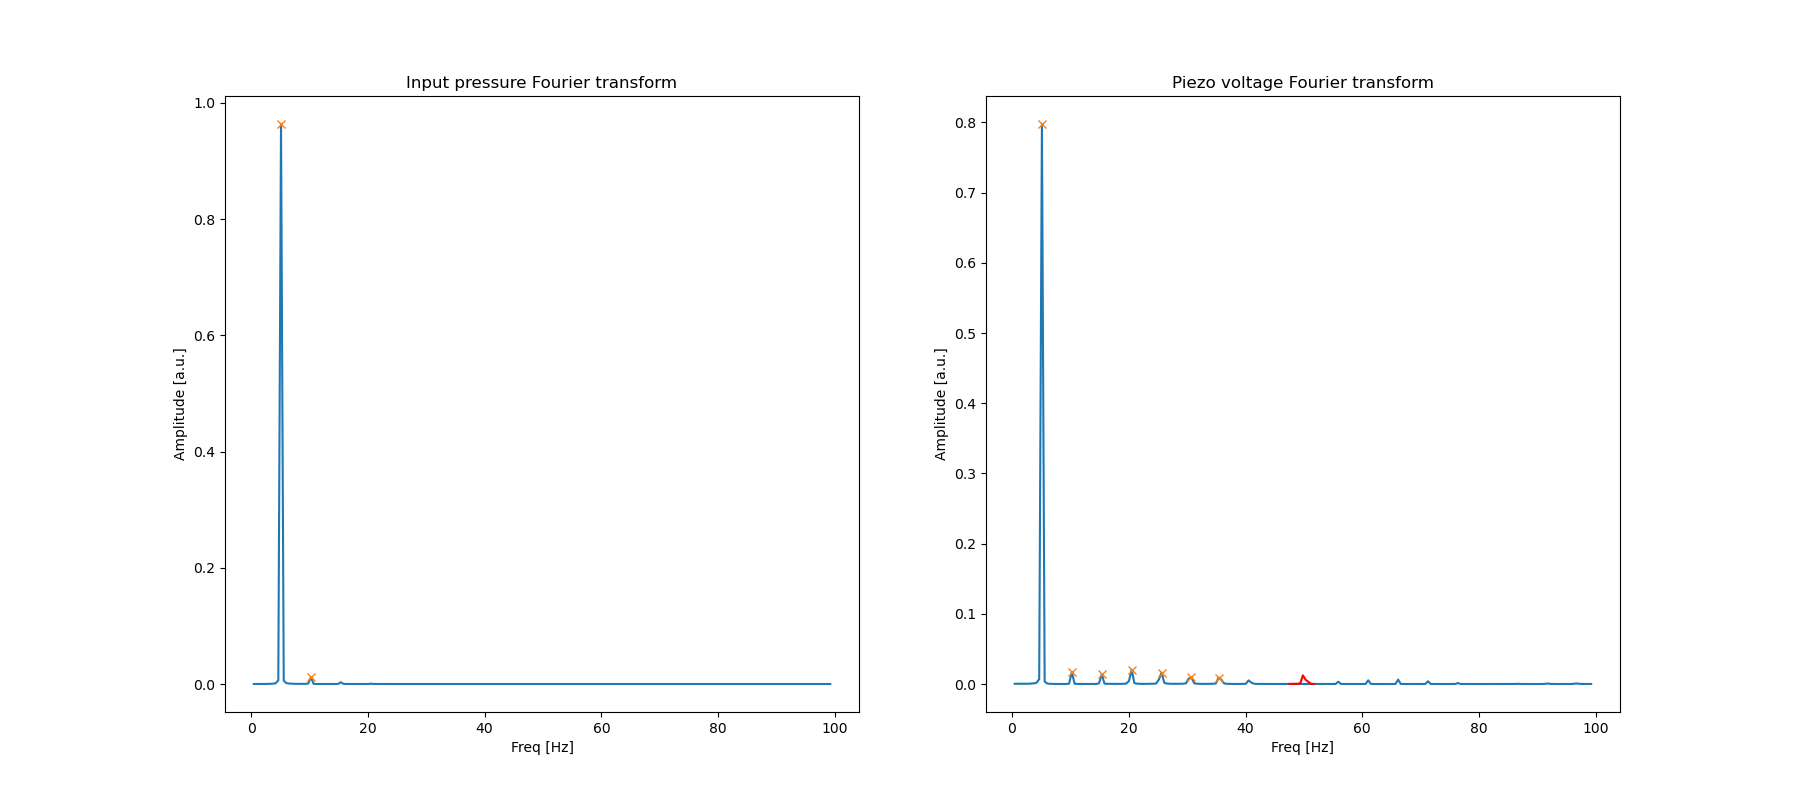 Input pressure Fourier transform
1.0
0.8
0.6
0.4
0.2
0.0
Amplitude [a.u.]
0 20 40 60 80 100
Freq [Hz]
Piezo voltage Fourier transform
0.8
0.7
0.6
0.5
0.4
0.3
0.2
0.1
0.0
Amplitude [a.u.]
0 20 40 60 80 100
Freq [Hz]